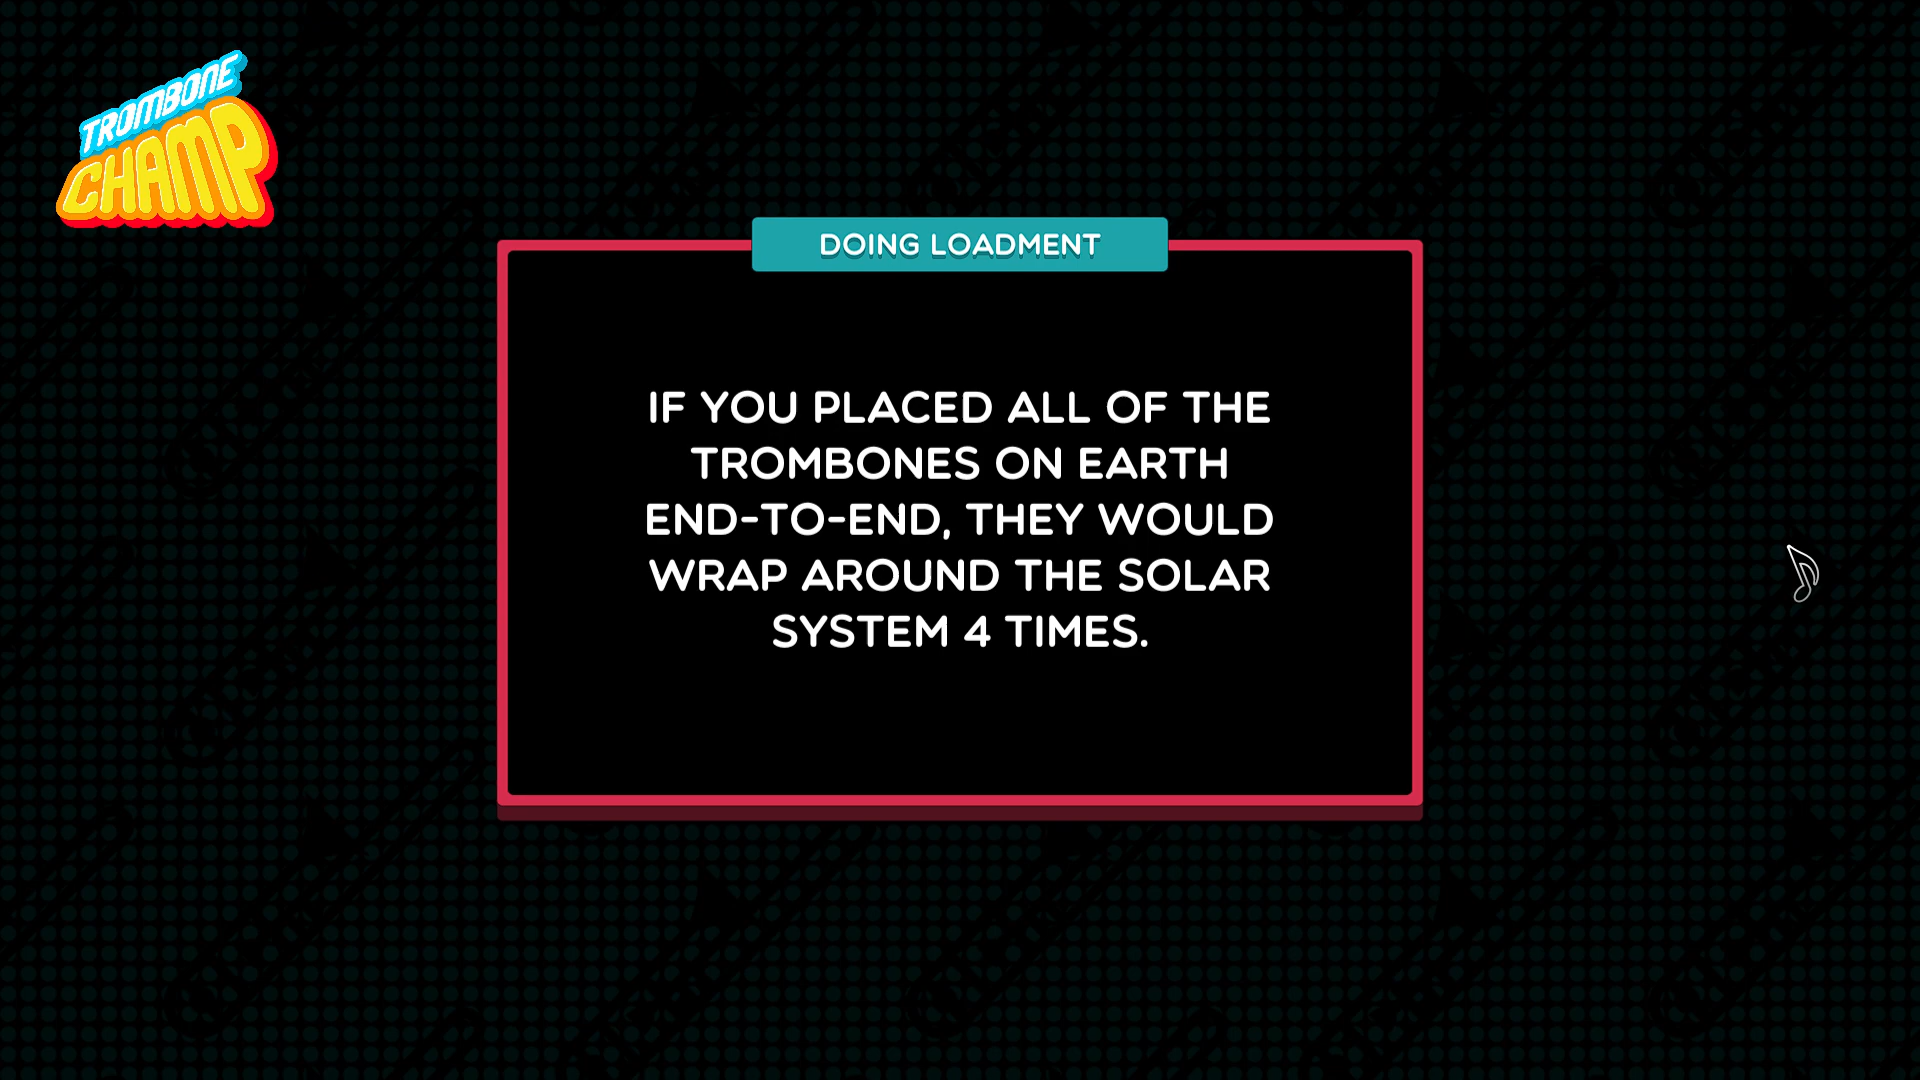 TROMBONE
CHAMP
DOING LOADMENT
IF YOU PLACED ALL OF THE
TROMBONES ON EARTH
END-TO-END, THEY WOULD
WRAP AROUND THE SOLAR
SYSTEM 4 TIMES.